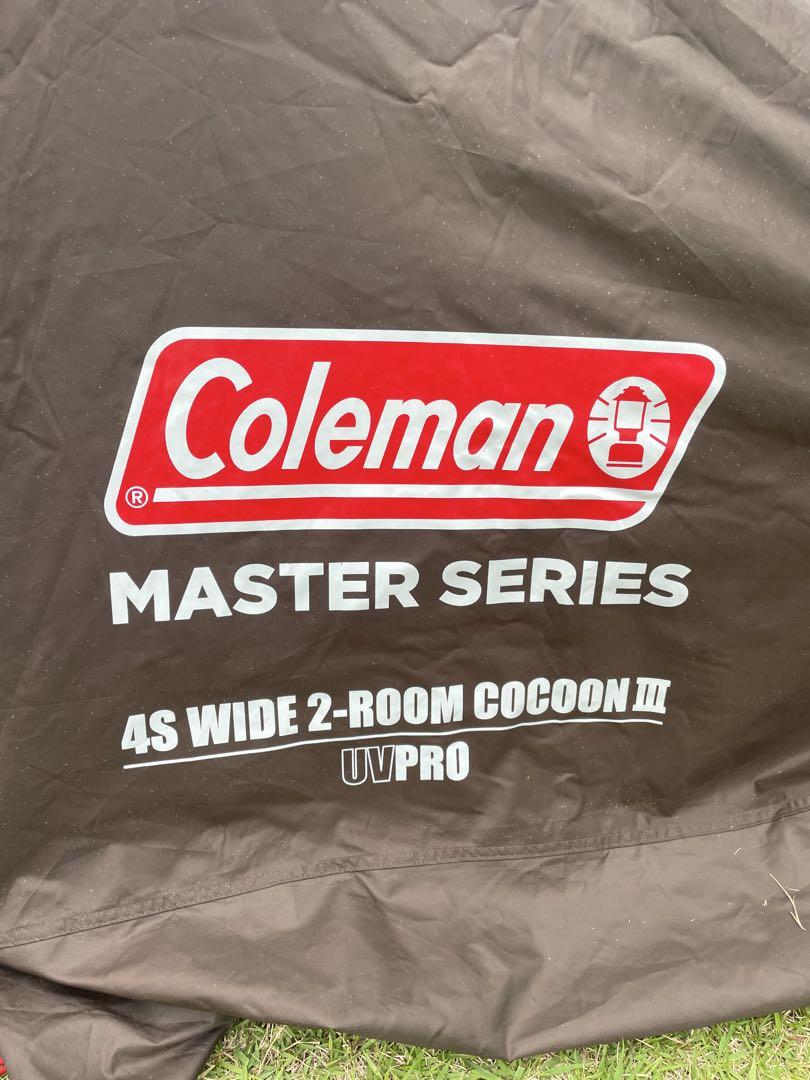 Coleman
®
MASTER SERIES
4S WIDE 2-ROOM COCOON III
UVPRO